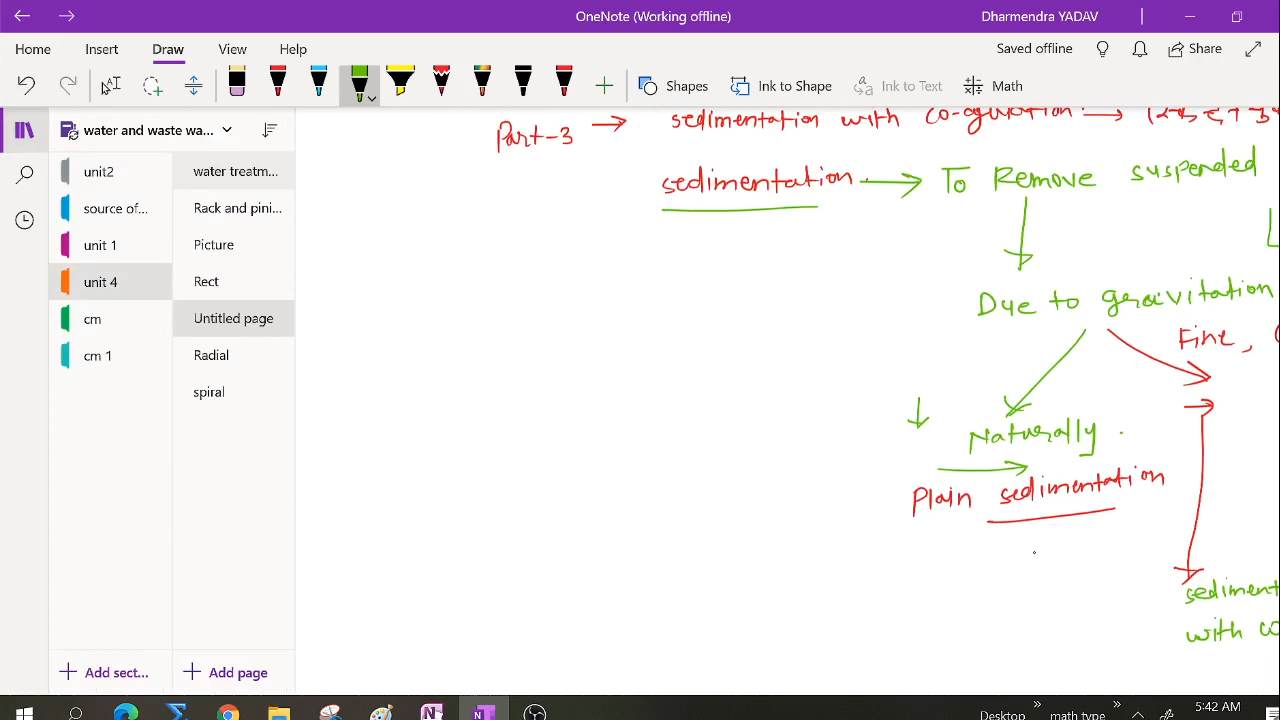 OneNote (Working offline)
Dharmendra YADAV
Home Insert Draw View Help
Saved offline
Share
Shapes
Ink to Shape
Ink to Text
Math
water and waste wa...
unit2
source of...
unit 1
unit 4
cm
cm 1
water treatm...
Rack and pini...
Picture
Rect
Untitled page
Radial
spiral
Add sect...
Add page
Part-3 → sedimentation with
sedimentation → To Remove suspended
Due to geravitation
Fine,
Naturally.
Plain sedimentation
sediment
with co
Desktop
math type
5:42 AM